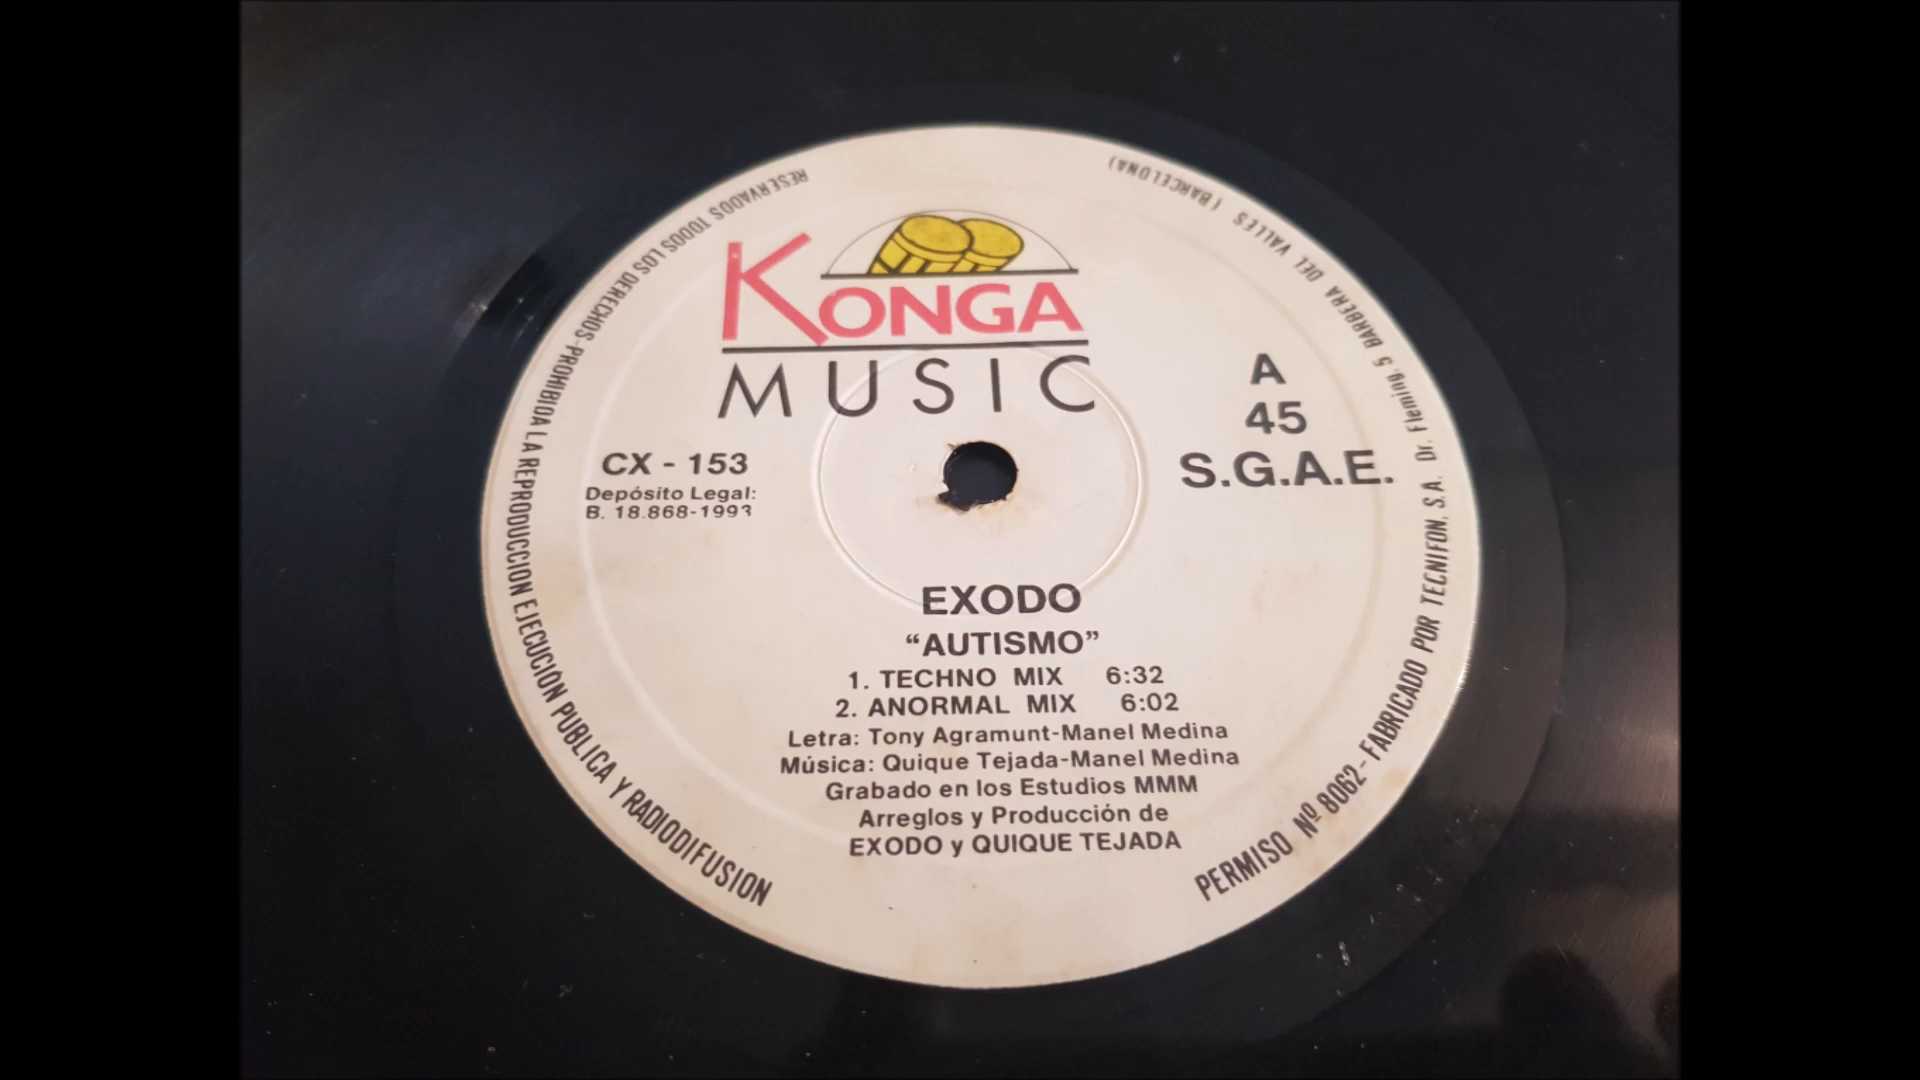 KONGA
MUSIC
A
45
S.G.A.E.
CX - 153
Depósito Legal:
B. 18.868-1993
EXODO
“AUTISMO”
1. TECHNO MIX 6:32
2. ANORMAL MIX 6:02
Letra: Tony Agramunt-Manel Medina
Música: Quique Tejada-Manel Medina
Grabado en los Estudios MMM
Arreglos y Producción de
EXODO y QUIQUE TEJADA
RESERVADOS TODOS LOS DERECHOS-PROHIBIDA LA REPRODUCCION EJECUCIÓN PUBLICA Y RADIODIFUSION
PERMISO Nº 8062-FABRICADO POR TECNIFON, S.A. Dr. Fleming, 5 BARBERA DEL VALLES (BARCELONA)